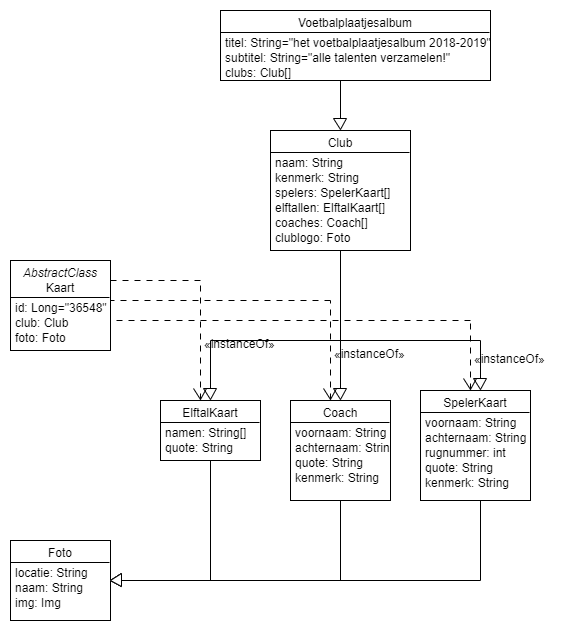 Voetbalplaatjesalbum
titel: String="het voetbalplaatjesalbum 2018-2019"
subtitel: String="alle talenten verzamelen!"
clubs: Club[]
Club
naam: String
kenmerk: String
spelers: SpelerKaart[]
elftallen: ElftalKaart[]
coaches: Coach[]
clublogo: Foto
AbstractClass
Kaart
id: Long="36548"
club: Club
foto: Foto
«instanceOf»
«instanceOf»
«instanceOf»
ElftalKaart
namen: String[]
quote: String
Coach
voornaam: String
achternaam: Strin
quote: String
kenmerk: String
SpelerKaart
voornaam: String
achternaam: String
rugnummer: int
quote: String
kenmerk: String
Foto
locatie: String
naam: String
img: Img